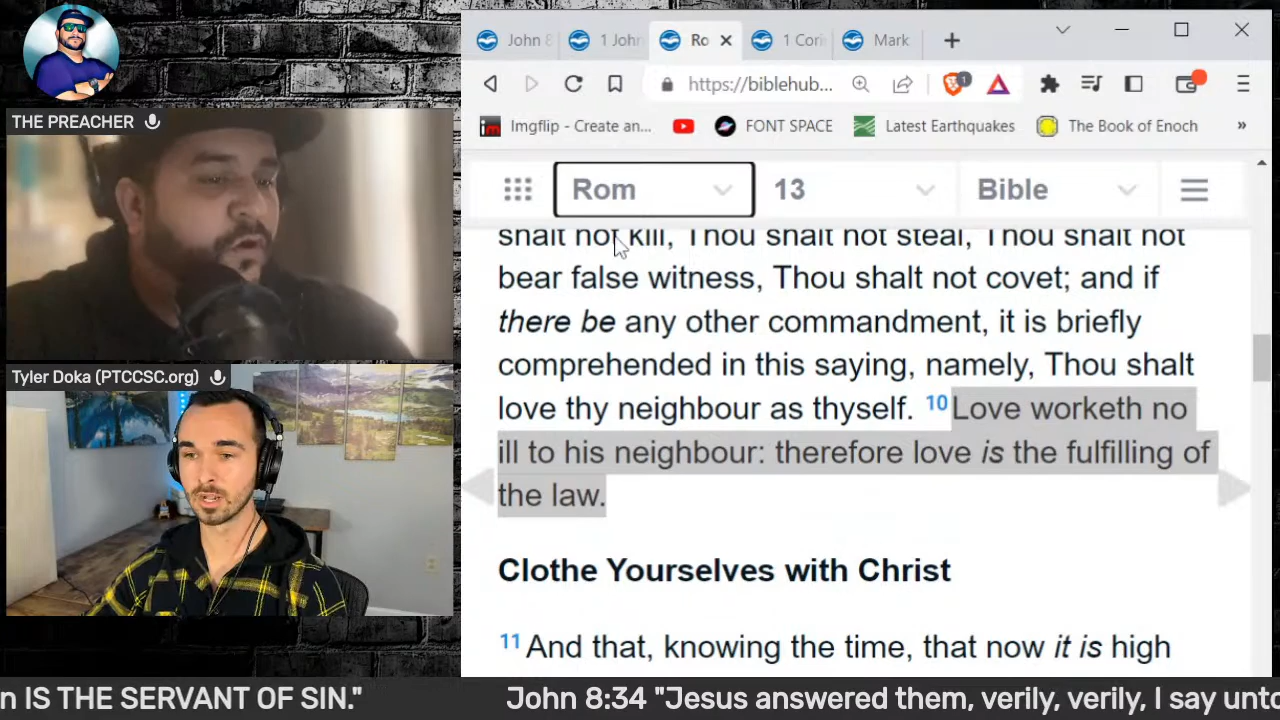 THE PREACHER
Tyler Doka (PTCCSC.org)
John 8
1 John
Ro
1 Cori
Mark
https://biblehub...
1
Imgflip - Create an...
FONT SPACE
Latest Earthquakes
The Book of Enoch
»
Rom
13
Bible
shalt not kill, Thou shalt not steal, Thou shalt not
bear false witness, Thou shalt not covet; and if
there be any other commandment, it is briefly
comprehended in this saying, namely, Thou shalt
love thy neighbour as thyself. 10 Love worketh no
ill to his neighbour: therefore love is the fulfilling of
the law.
Clothe Yourselves with Christ
11 And that, knowing the time, that now it is high
n IS THE SERVANT OF SIN."
John 8:34 "Jesus answered them, verily, verily, I say unto